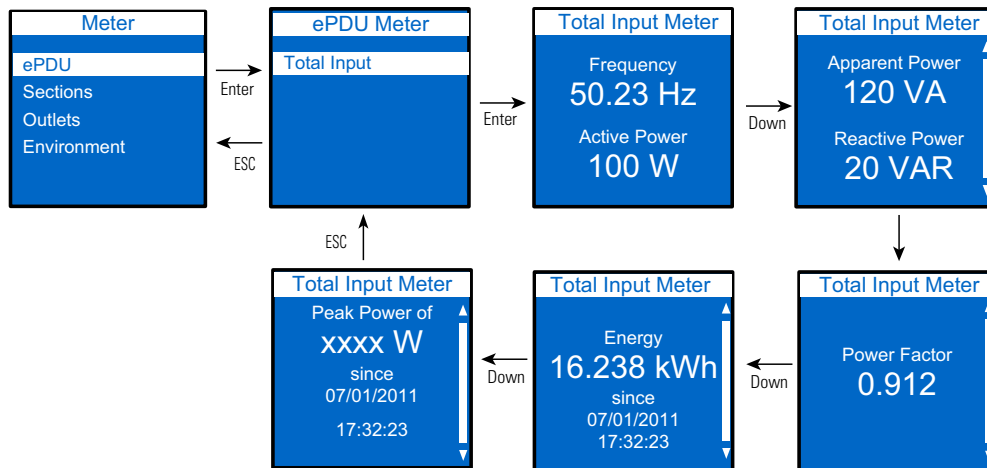 Meter
ePDU
Sections
Outlets
Environment
Enter
ESC
ePDU Meter
Total Input
Enter
Total Input Meter
Frequency
50.23 Hz
Active Power
100 W
Down
Total Input Meter
Apparent Power
120 VA
Reactive Power
20 VAR
Total Input Meter
Power Factor
0.912
Down
Total Input Meter
Energy
16.238 kWh
since
07/01/2011
17:32:23
Down
Total Input Meter
Peak Power of
xxxx W
since
07/01/2011
17:32:23
ESC